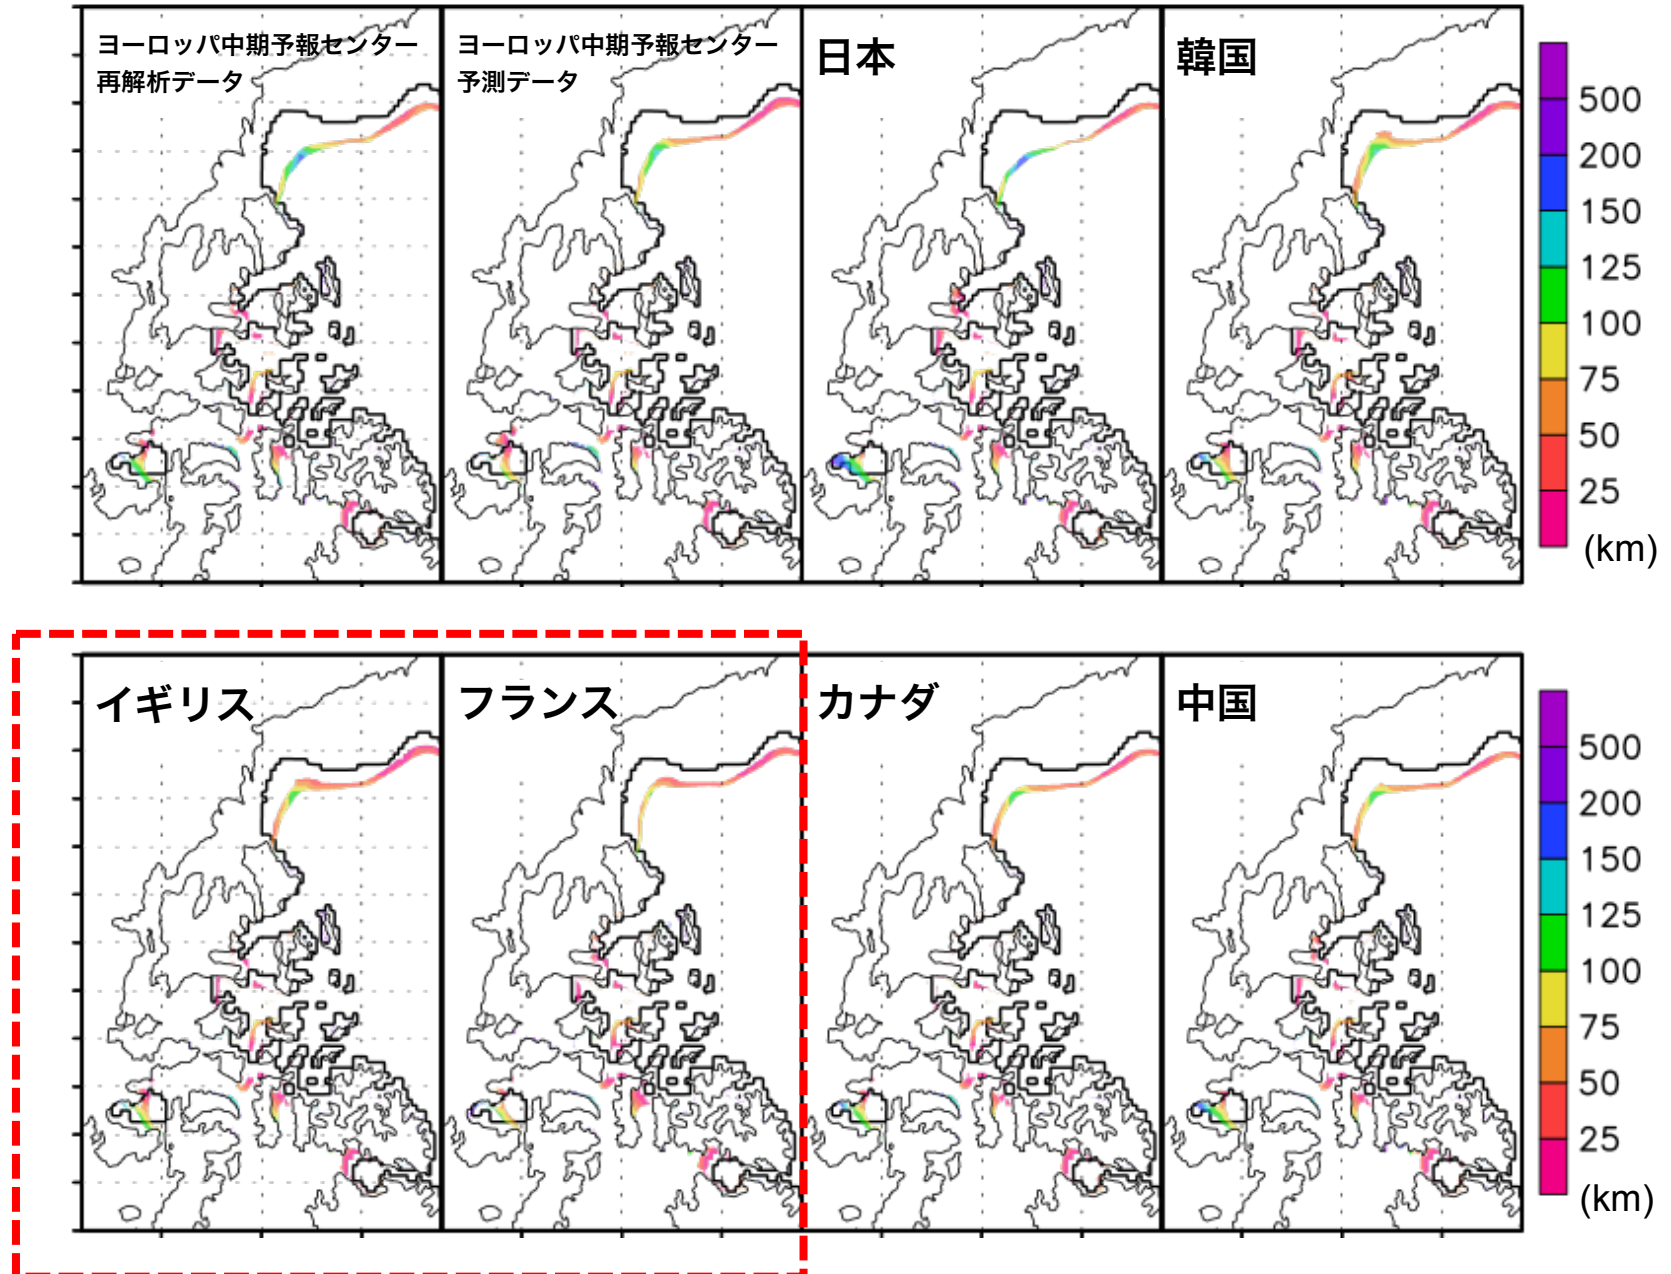 ヨーロッパ中期予報センター
再解析データ
ヨーロッパ中期予報センター
予測データ
日本
韓国
500
200
150
125
100
75
50
25
(km)
イギリス
フランス
カナダ
中国
500
200
150
125
100
75
50
25
(km)